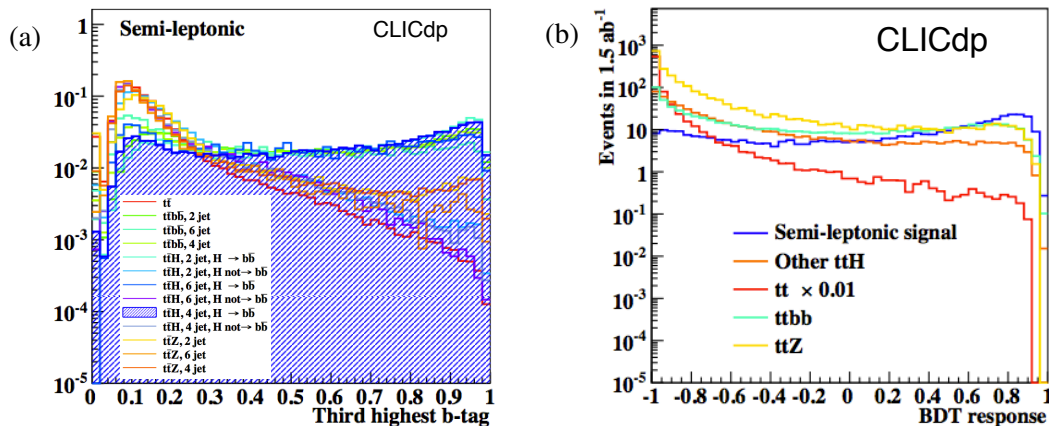 (a)
Semi-leptonic
CLICdp
1
10^-1
10^-2
10^-3
10^-4
10^-5
tt̄
tt̄bb̄, 2 jet
tt̄bb̄, 6 jet
tt̄bb̄, 4 jet
tt̄H, 2 jet, H → bb̄
tt̄H, 2 jet, H not→ bb̄
tt̄H, 6 jet, H → bb̄
tt̄H, 6 jet, H not→ bb̄
tt̄H, 4 jet, H → bb̄
tt̄H, 4 jet, H not→ bb̄
tt̄Z, 2 jet
tt̄Z, 6 jet
tt̄Z, 4 jet
0 0.1 0.2 0.3 0.4 0.5 0.6 0.7 0.8 0.9 1
Third highest b-tag
(b)
CLICdp
Events in 1.5 ab^-1
10^3
10^2
10
1
10^-1
10^-2
10^-3
10^-4
10^-5
Semi-leptonic signal
Other ttH
tt × 0.01
ttbb
ttZ
-1 -0.8 -0.6 -0.4 -0.2 0 0.2 0.4 0.6 0.8 1
BDT response